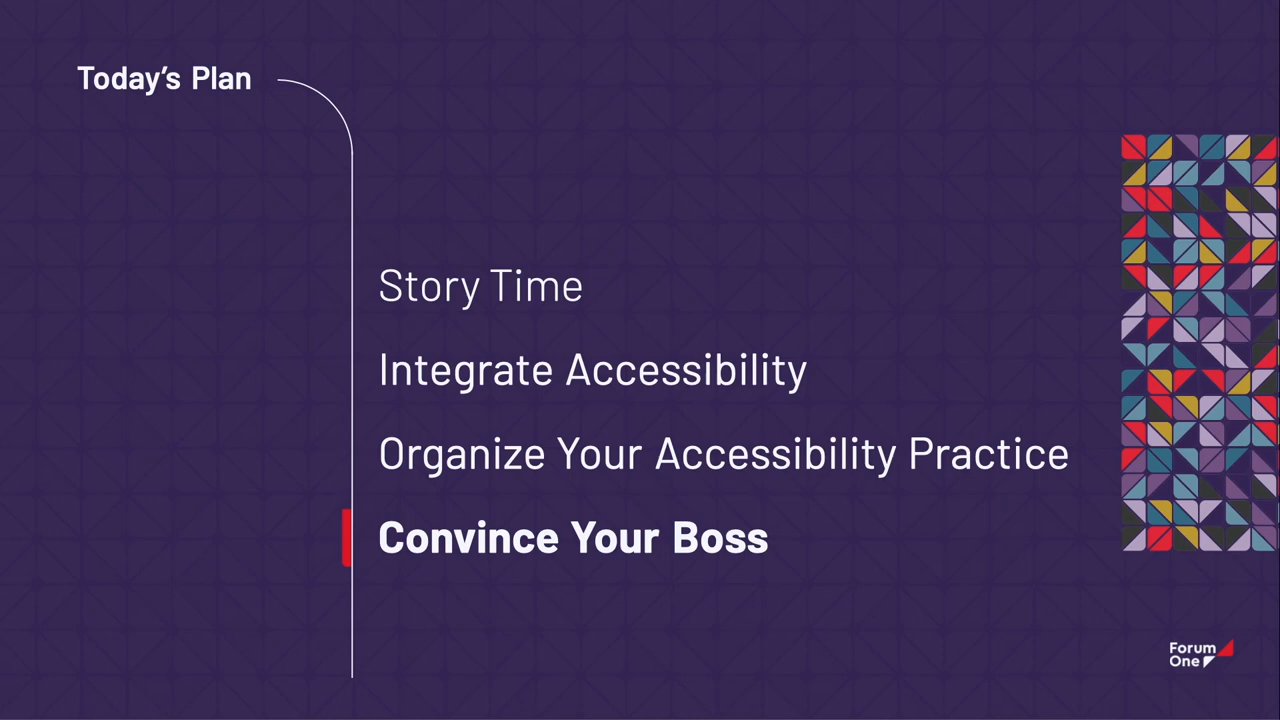 Today's Plan
Story Time
Integrate Accessibility
Organize Your Accessibility Practice
Convince Your Boss
Forum
One